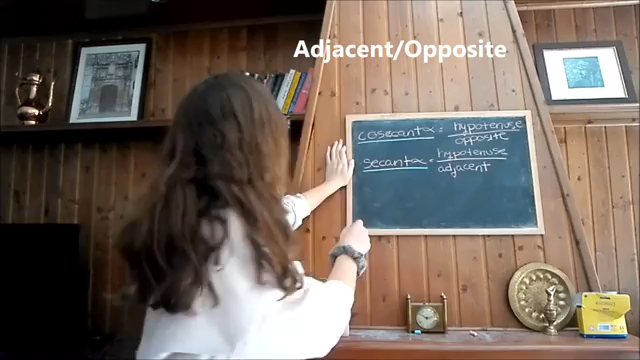 Adjacent/Opposite
cosecant α = hypotenuse
opposite
secant α = hypotenuse
adjacent